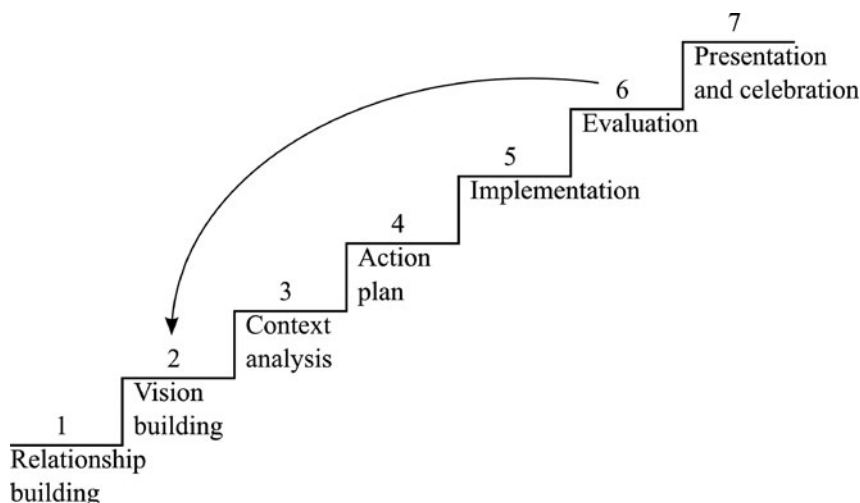 1
Relationship
building
2
Vision
building
3
Context
analysis
4
Action
plan
5
Implementation
6
Evaluation
7
Presentation
and celebration